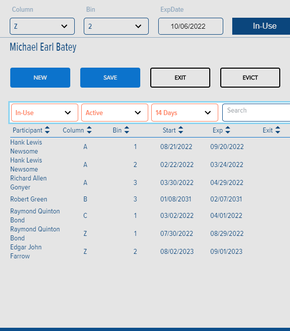 Column Bin ExpDate
Z 2 10/06/2022 In-Use
Michael Earl Batey
NEW SAVE EXIT EVICT
In-Use Active 14 Days Search
Participant Column Bin Start Exp Exit
Hank Lewis
Newsome A 1 08/21/2022 09/20/2022
Hank Lewis
Newsome A 2 02/22/2022 03/24/2022
Richard Allen
Gonyer A 3 03/30/2022 04/29/2022
Robert Green B 3 01/08/2031 02/07/2031
Raymond Quinton
Bond C 1 03/02/2022 04/01/2022
Raymond Quinton
Bond Z 1 07/30/2022 08/29/2022
Edgar John
Farrow Z 2 08/02/2023 09/01/2023